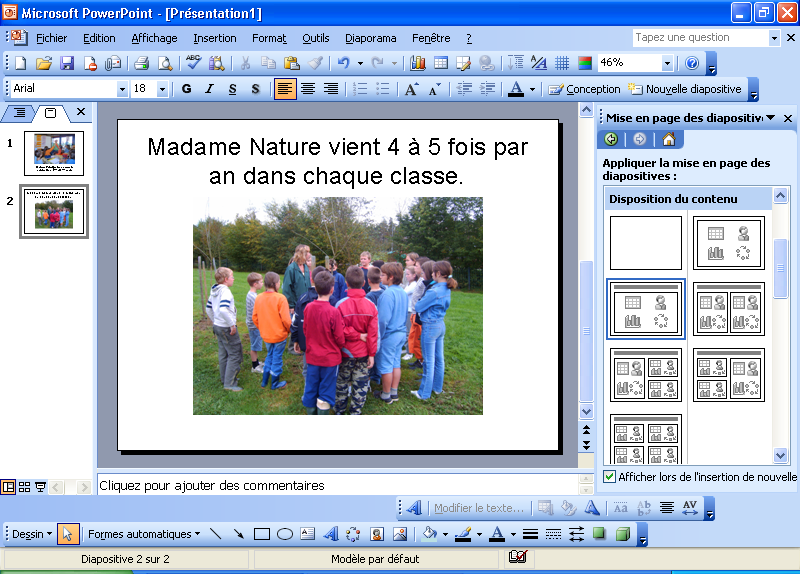 Microsoft PowerPoint - [Présentation1]
Fichier Edition Affichage Insertion Format Outils Diaporama Fenêtre ? Tapez une question
46%
Arial 18 G I S S Conception Nouvelle diapositive
Mise en page des diapositive
1
2
Madame Nature vient 4 à 5 fois par
an dans chaque classe.
Appliquer la mise en page des
diapositives :
Disposition du contenu
Afficher lors de l'insertion de nouvelle
Cliquez pour ajouter des commentaires
Modifier le texte...
Dessin Formes automatiques
Diapositive 2 sur 2 Modèle par défaut